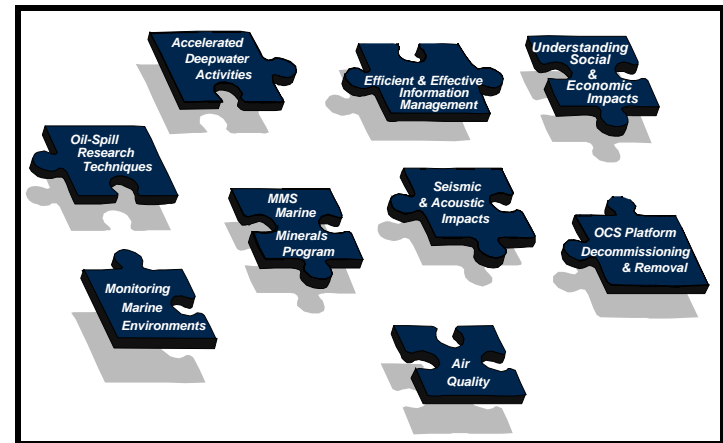 Accelerated
Deepwater
Activities
Efficient & Effective
Information
Management
Understanding
Social
&
Economic
Impacts
Oil-Spill
Research
Techniques
MMS
Marine
Minerals
Program
Seismic
& Acoustic
Impacts
OCS Platform
Decommissioning
& Removal
Monitoring
Marine
Environments
Air
Quality